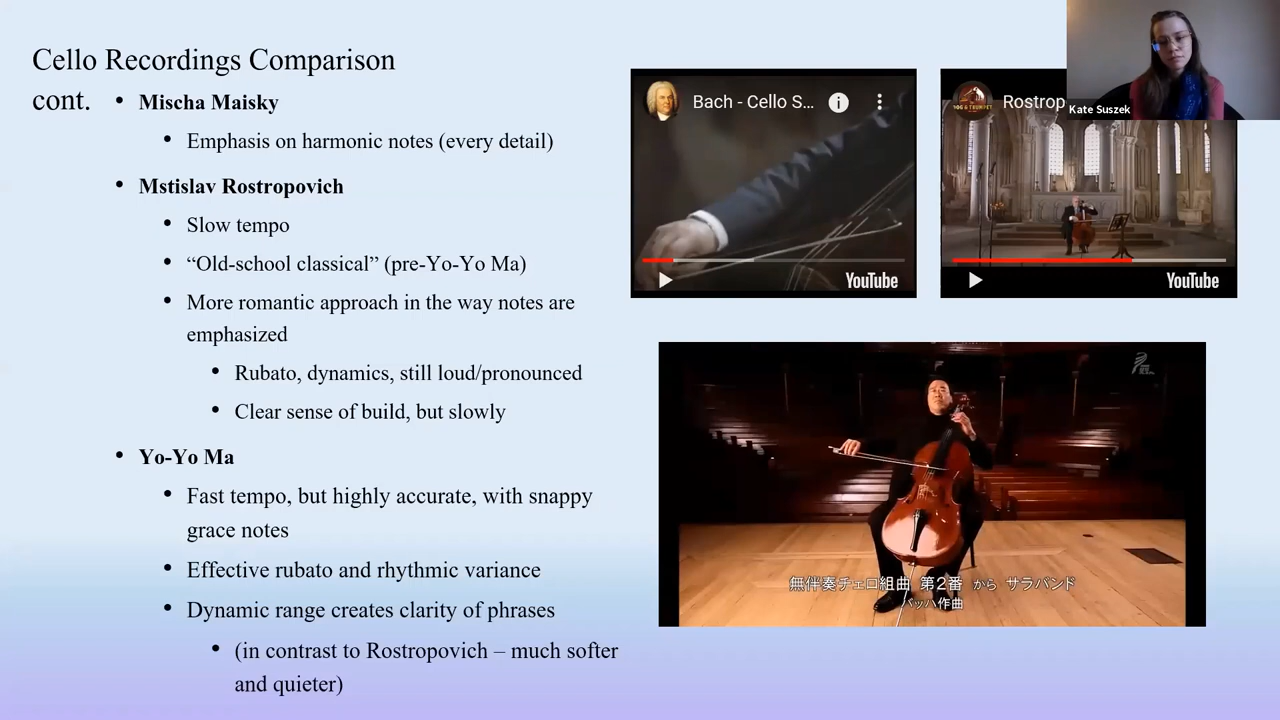 Cello Recordings Comparison
cont.
• Mischa Maisky
• Emphasis on harmonic notes (every detail)
• Mstislav Rostropovich
• Slow tempo
• “Old-school classical” (pre-Yo-Yo Ma)
• More romantic approach in the way notes are
emphasized
• Rubato, dynamics, still loud/pronounced
• Clear sense of build, but slowly
• Yo-Yo Ma
• Fast tempo, but highly accurate, with snappy
grace notes
• Effective rubato and rhythmic variance
• Dynamic range creates clarity of phrases
• (in contrast to Rostropovich – much softer
and quieter)
Bach - Cello S...
YouTube
Rostrop
YouTube
Kate Suszek
無伴奏チェロ組曲 第2番 から サラバンド
バッハ作曲